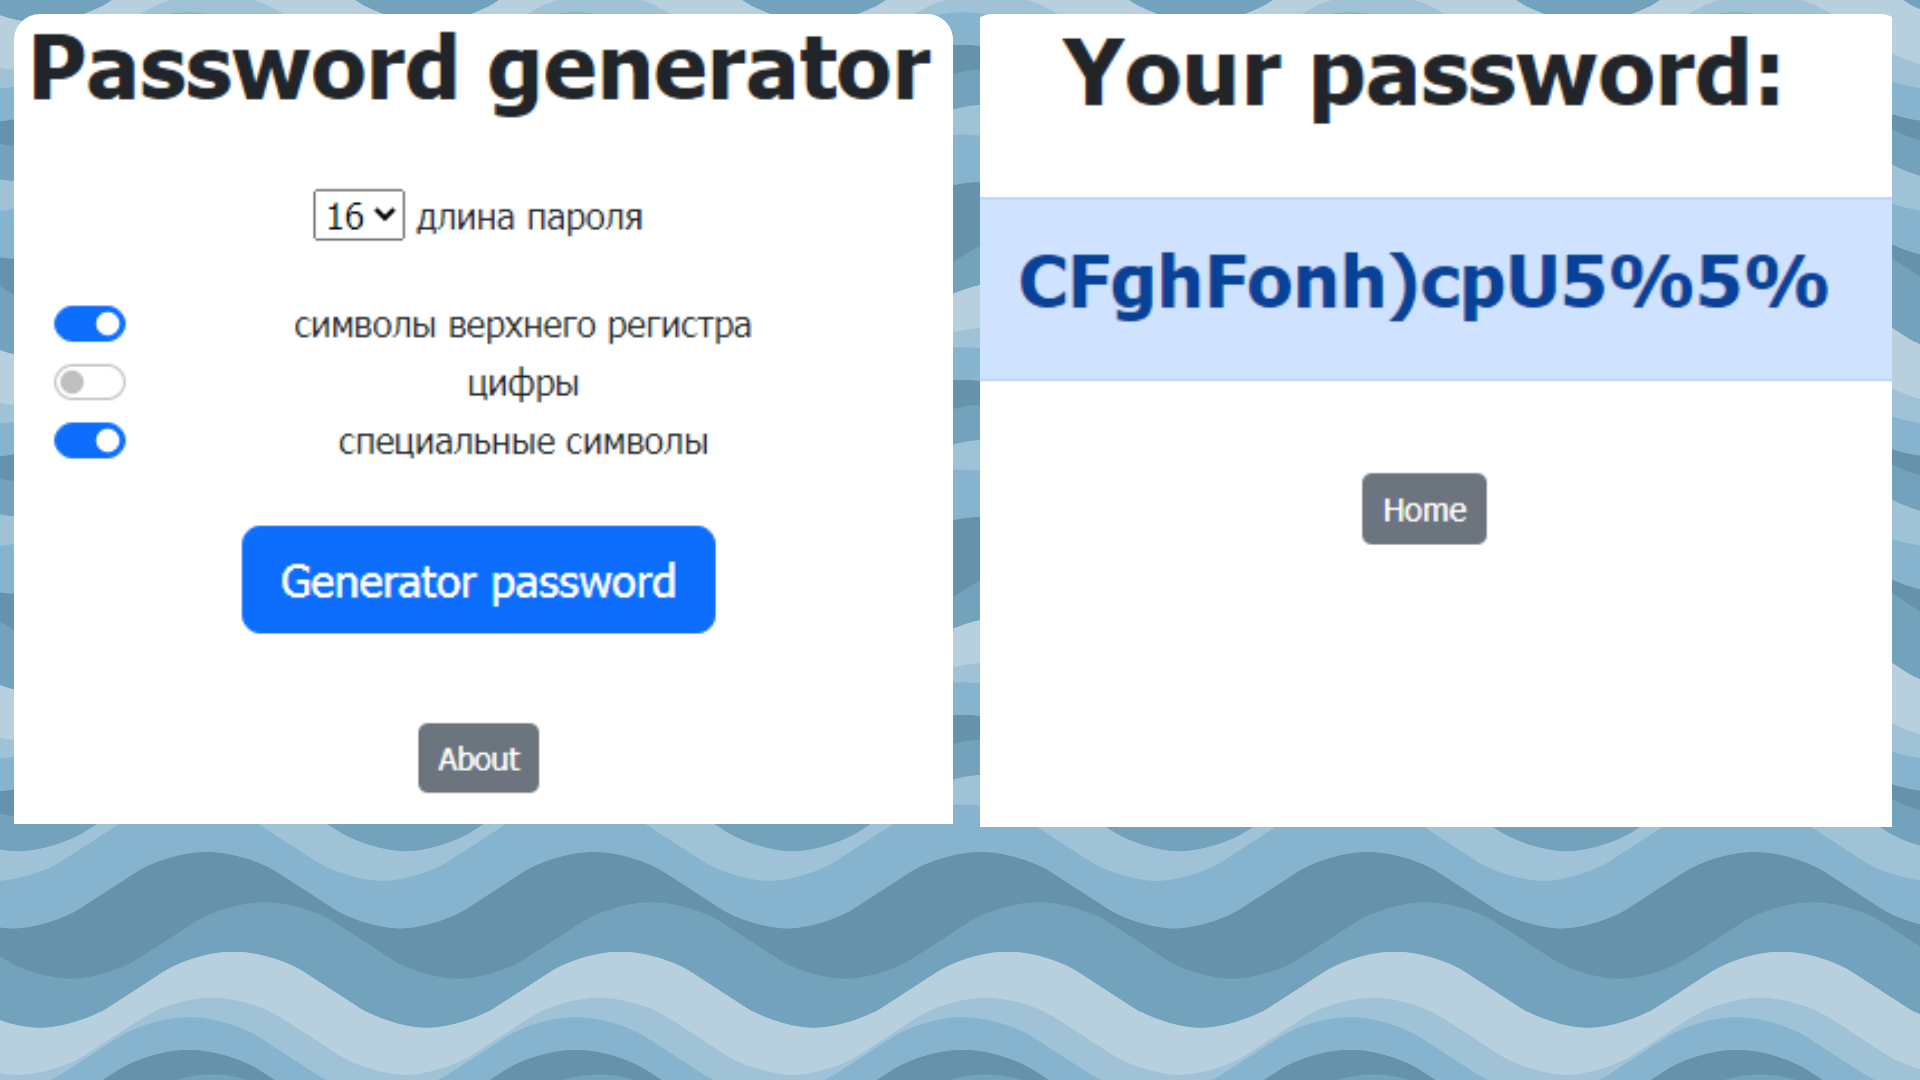 Password generator
16 длина пароля
символы верхнего регистра
цифры
специальные символы
Generator password
About
Your password:
CFghFonh)cpU5%5%
Home